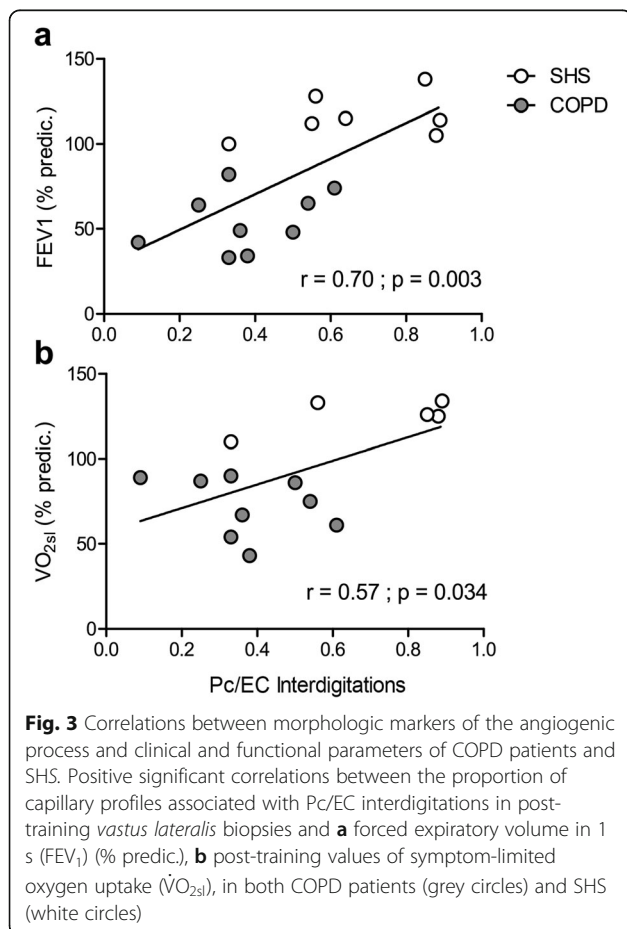 a
150
100
50
0
FEV1 (% predic.)
SHS
COPD
r = 0.70 ; p = 0.003
0.0 0.2 0.4 0.6 0.8 1.0
b
150
100
50
0
VO2sl (% predic.)
r = 0.57 ; p = 0.034
0.0 0.2 0.4 0.6 0.8 1.0
Pc/EC Interdigitations
Fig. 3 Correlations between morphologic markers of the angiogenic
process and clinical and functional parameters of COPD patients and
SHS. Positive significant correlations between the proportion of
capillary profiles associated with Pc/EC interdigitations in post-
training vastus lateralis biopsies and a forced expiratory volume in 1
s (FEV₁) (% predic.), b post-training values of symptom-limited
oxygen uptake (V̇O₂sl), in both COPD patients (grey circles) and SHS
(white circles)